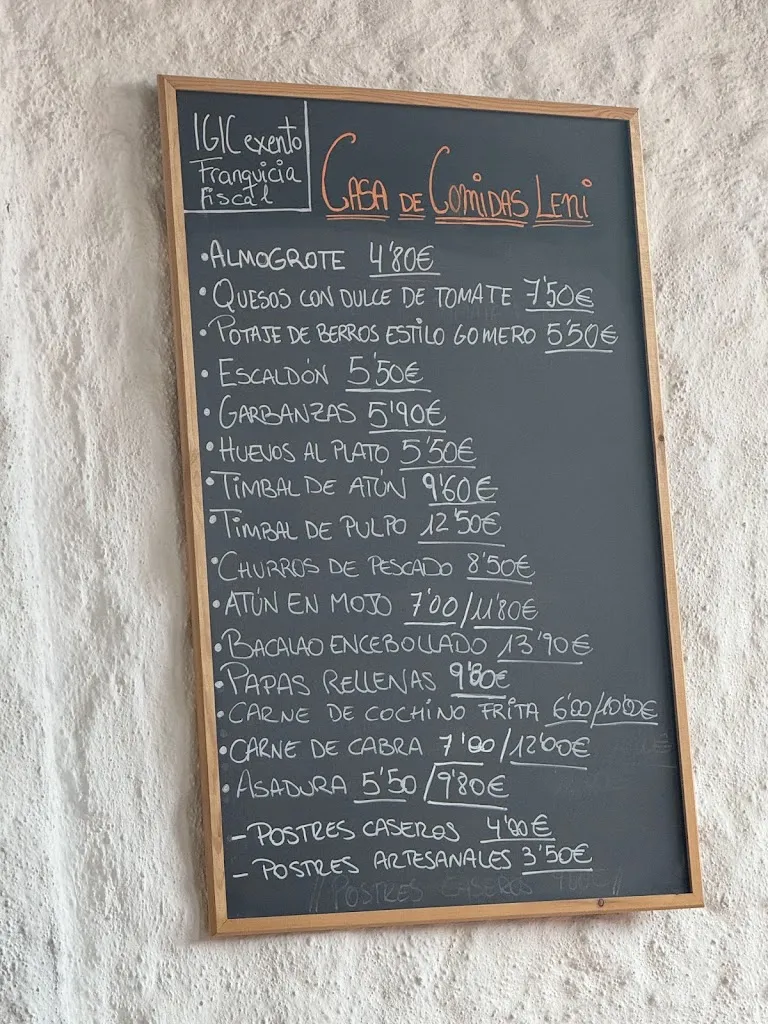 IGIC exento
Franquicia
Fiscal
CASA DE COMIDAS LENI
•ALMOGROTE 4'80€
•QUESOS CON DULCE DE TOMATE 7'50€
•POTAJE DE BERROS ESTILO GOMERO 5'50€
•ESCALDÓN 5'50€
•GARBANZAS 5'90€
•HUEVOS AL PLATO 5'50€
•TIMBAL DE ATÚN 9'60€
•TIMBAL DE PULPO 12'50€
•CHURROS DE PESCADO 8'50€
•ATÚN EN MOJO 7'00/11'80€
•BACALAO ENCEBOLLADO 13'90€
•PAPAS RELLENAS 9'80€
•CARNE DE COCHINO FRITA 6'00/10'00€
•CARNE DE CABRA 7'00/12'00€
•ASADURA 5'50/9'80€
-POSTRES CASEROS 4'00€
-POSTRES ARTESANALES 3'50€
POSTRES CASEROS